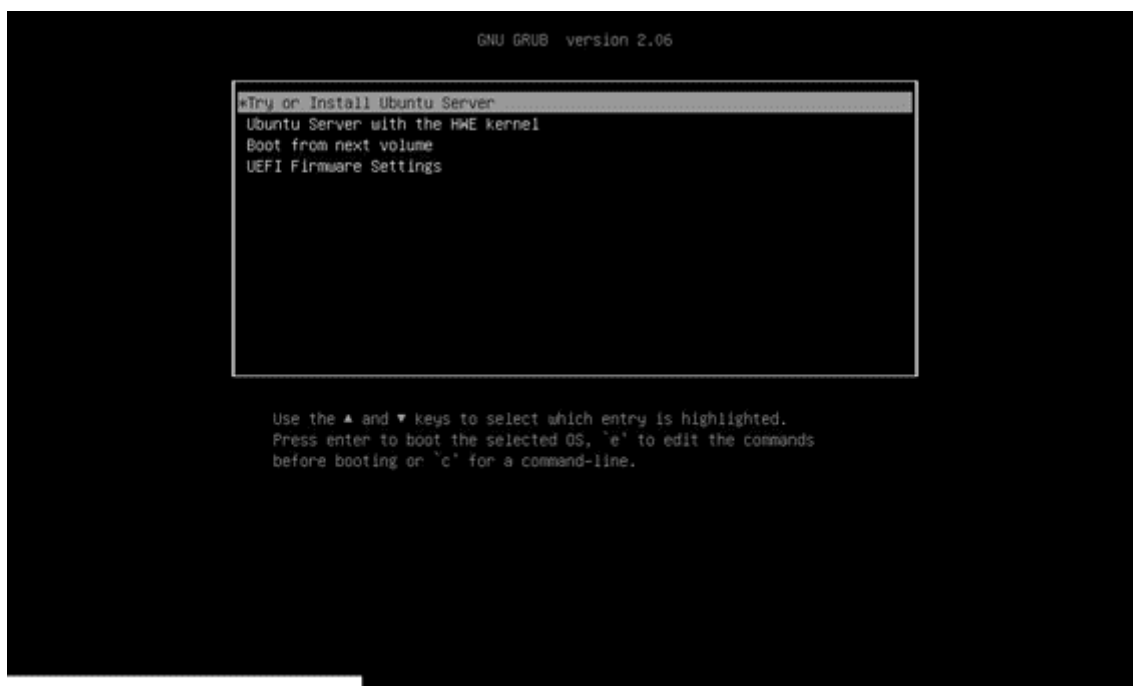 GNU GRUB version 2.06
*Try or Install Ubuntu Server
Ubuntu Server with the HWE kernel
Boot from next volume
UEFI Firmware Settings
Use the ▲ and ▼ keys to select which entry is highlighted.
Press enter to boot the selected OS, `e' to edit the commands
before booting or `c' for a command-line.